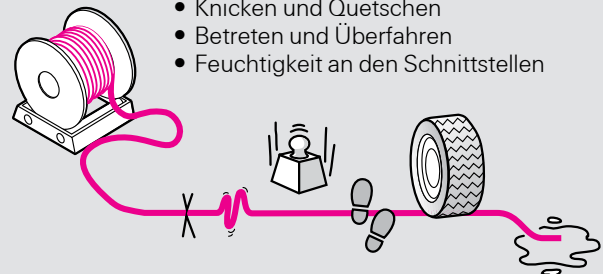 • Knicken und Quetschen
• Betreten und Überfahren
• Feuchtigkeit an den Schnittstellen